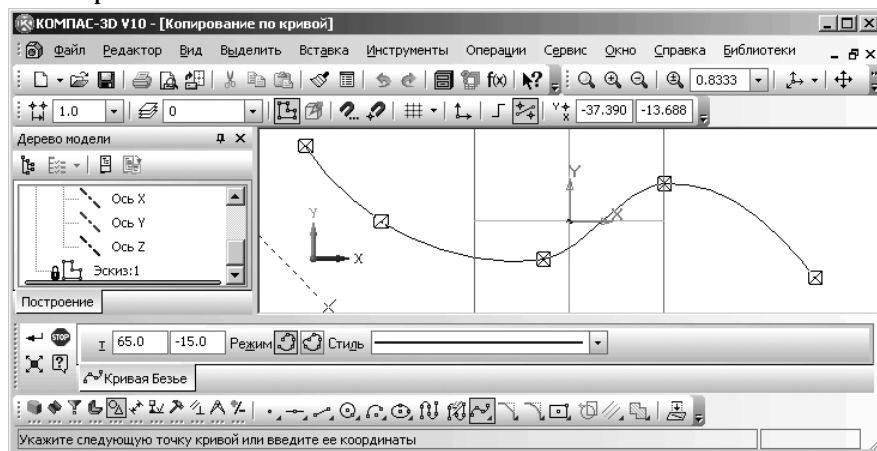 КОМПАС-3D V10 - [Копирование по кривой]
Файл Редактор Вид Выделить Вставка Инструменты Операции Сервис Окно Справка Библиотеки
f(x) 0.8333
1.0 0 -37.390 -13.688
Дерево модели
Ось X
Ось Y
Ось Z
Эскиз:1
Построение
Y
X
Y
X
X
STOP т 65.0 -15.0 Режим Стиль
Кривая Безье
Укажите следующую точку кривой или введите ее координаты